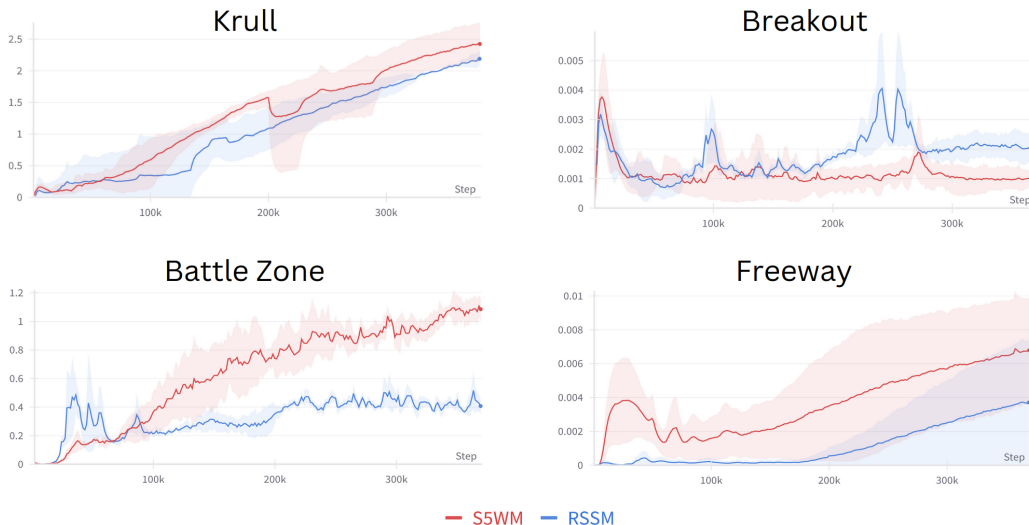 Krull
2.5
2
1.5
1
0.5
0
Step
100k 200k 300k
Breakout
0.005
0.004
0.003
0.002
0.001
0
Step
100k 200k 300k
Battle Zone
1.2
1
0.8
0.6
0.4
0.2
0
Step
100k 200k 300k
Freeway
0.01
0.008
0.006
0.004
0.002
0
Step
100k 200k 300k
S5WM RSSM